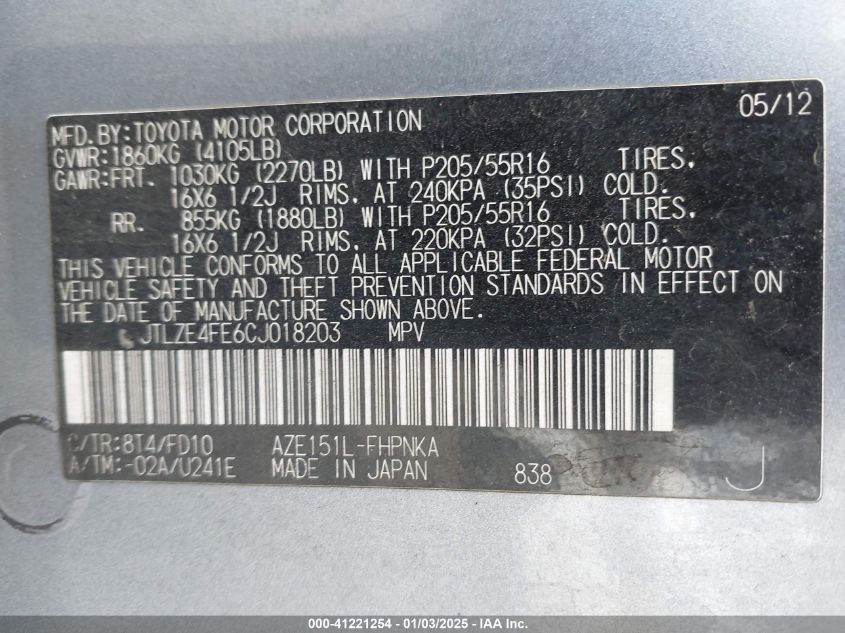 05/12
MFD.BY:TOYOTA MOTOR CORPORATION
GVWR:1860KG (4105LB)
GAWR:FRT. 1030KG (2270LB) WITH P205/55R16 TIRES,
16X6 1/2J RIMS, AT 240KPA (35PSI) COLD.
RR. 855KG (1880LB) WITH P205/55R16 TIRES,
16X6 1/2J RIMS, AT 220KPA (32PSI) COLD.
THIS VEHICLE CONFORMS TO ALL APPLICABLE FEDERAL MOTOR
VEHICLE SAFETY AND THEFT PREVENTION STANDARDS IN EFFECT ON
THE DATE OF MANUFACTURE SHOWN ABOVE.
JTLZE4FE6CJ018203 MPV
C/TR:8T4/FD10 AZE151L-FHPNKA
A/TM:-02A/U241E MADE IN JAPAN 838 J
000-41221254 - 01/03/2025 - IAA Inc.